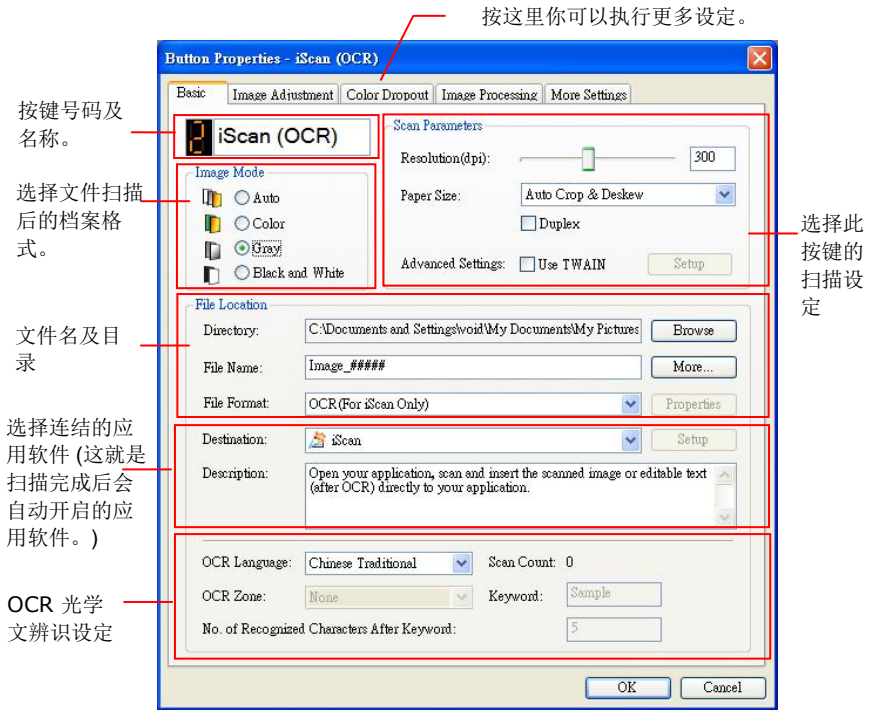 按这里你可以执行更多设定。
Button Properties - iScan (OCR)
Basic Image Adjustment Color Dropout Image Processing More Settings
按键号码及
名称。
2 iScan (OCR)
选择文件扫描
后的档案格
式。
Image Mode
Auto
Color
Gray
Black and White
Scan Parameters
Resolution(dpi): 300
Paper Size: Auto Crop & Deskew
Duplex
Advanced Settings: Use TWAIN Setup
选择此
按键的
扫描设
定
文件名及目
录
File Location
Directory: C:\Documents and Settings\void\My Documents\My Pictures Browse
File Name: Image_##### More...
File Format: OCR(For iScan Only) Properties
选择连结的应
用软件 (这就是
扫描完成后会
自动开启的应
用软件。)
Destination: iScan Setup
Description: Open your application, scan and insert the scanned image or editable text
(after OCR) directly to your application.
OCR 光学
文辨识设定
OCR Language: Chinese Traditional Scan Count: 0
OCR Zone: None Keyword: Sample
No. of Recognized Characters After Keyword: 5
OK Cancel